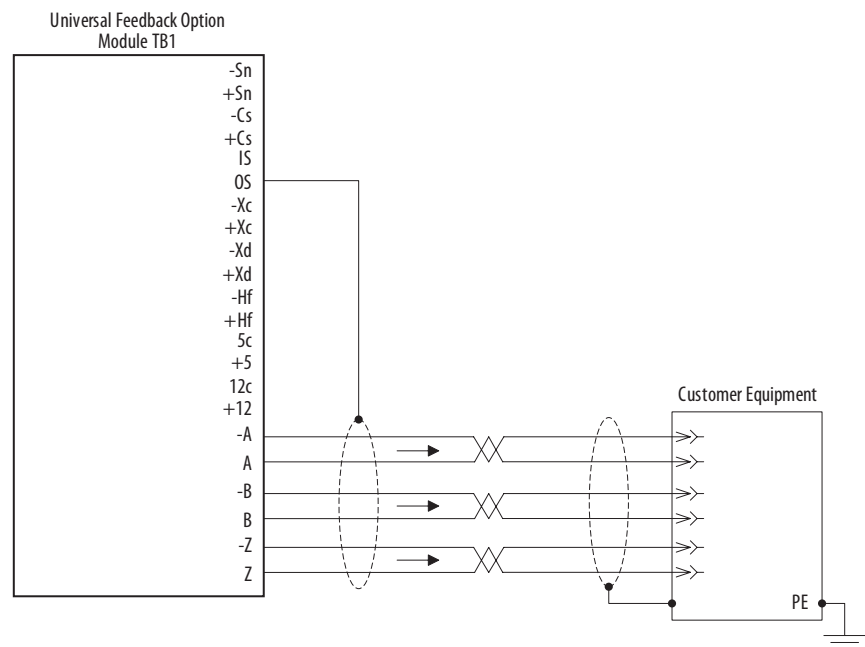 Universal Feedback Option
Module TB1
-Sn
+Sn
-Cs
+Cs
IS
OS
-Xc
+Xc
-Xd
+Xd
-Hf
+Hf
5c
+5
12c
+12
-A
A
-B
B
-Z
Z
Customer Equipment
PE